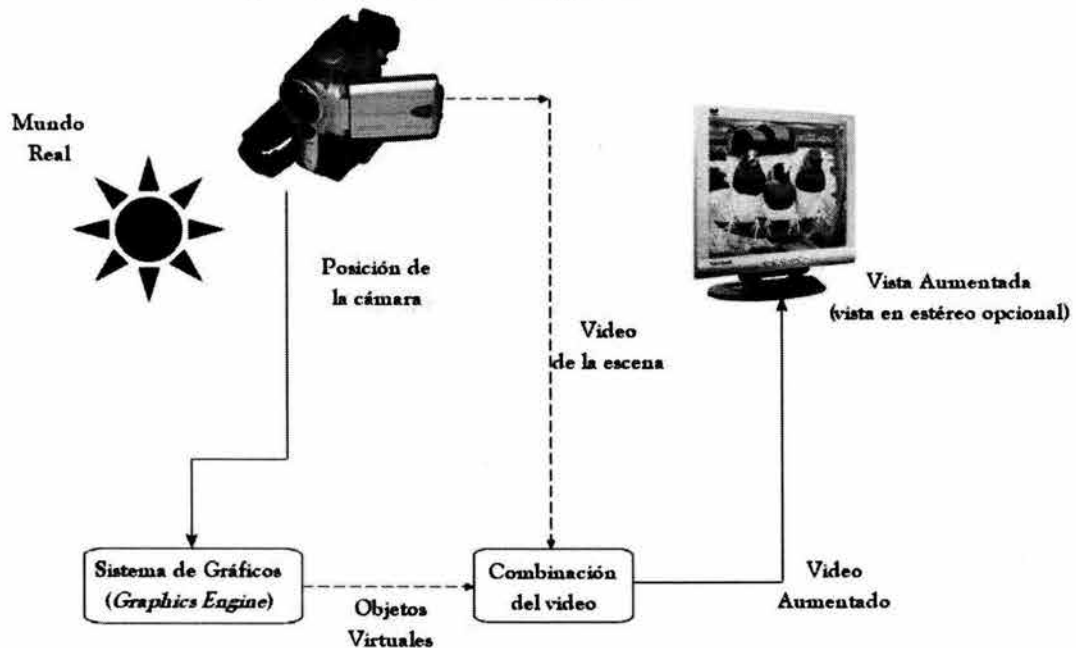 Mundo
Real
Posición de
la cámara
Video
de la escena
Vista Aumentada
(vista en estéreo opcional)
Sistema de Gráficos
(Graphics Engine)
Objetos
Virtuales
Combinación
del video
Video
Aumentado